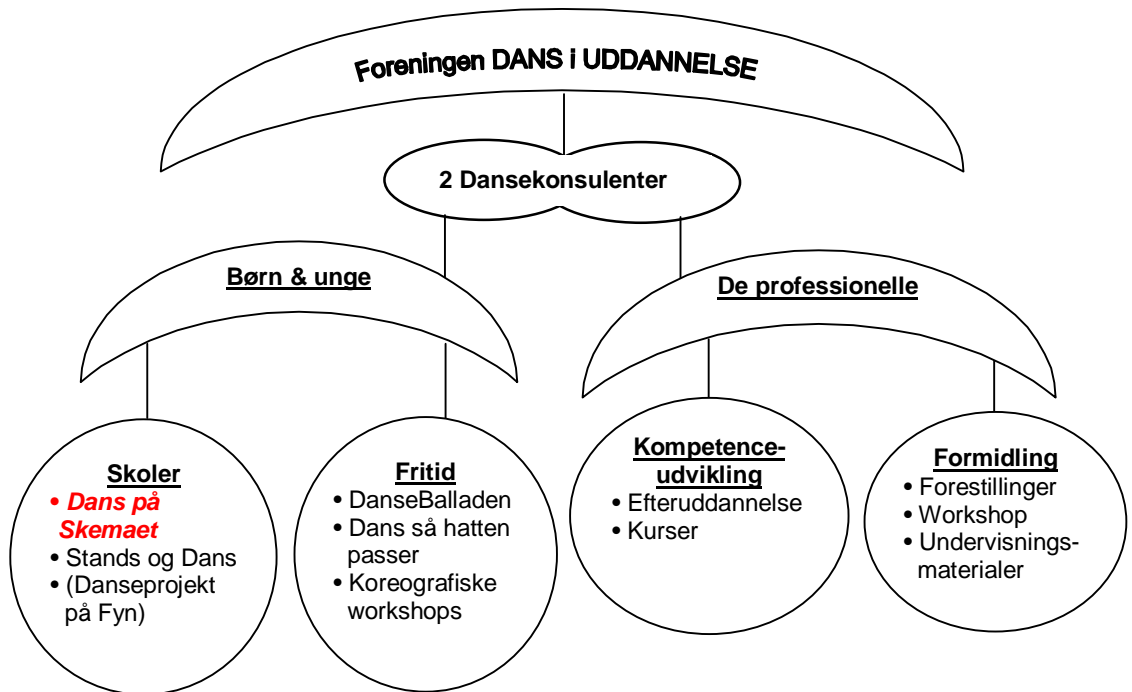 Foreningen DANS i UDDANNELSE
2 Dansekonsulenter
Børn & unge
De professionelle
Skoler
• Dans på
Skemaet
• Stands og Dans
• (Danseprojekt
på Fyn)
Fritid
• DanseBalladen
• Dans så hatten
passer
• Koreografiske
workshops
Kompetence-
udvikling
• Efteruddannelse
• Kurser
Formidling
• Forestillinger
• Workshop
• Undervisnings-
materialer